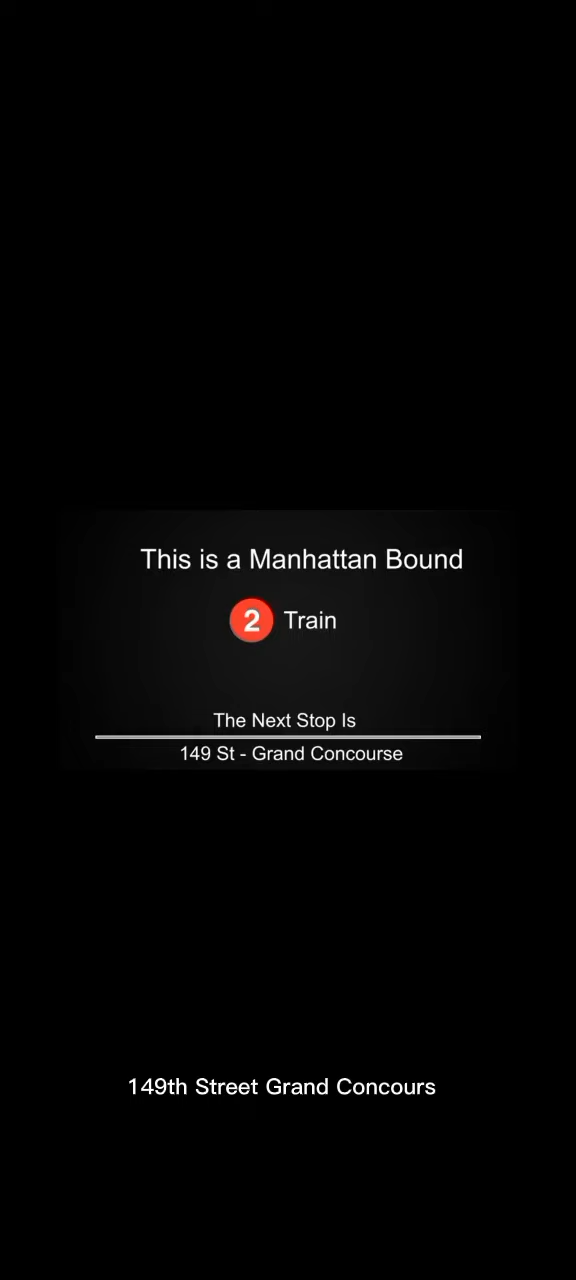 This is a Manhattan Bound
2 Train
The Next Stop Is
149 St - Grand Concourse
149th Street Grand Concours